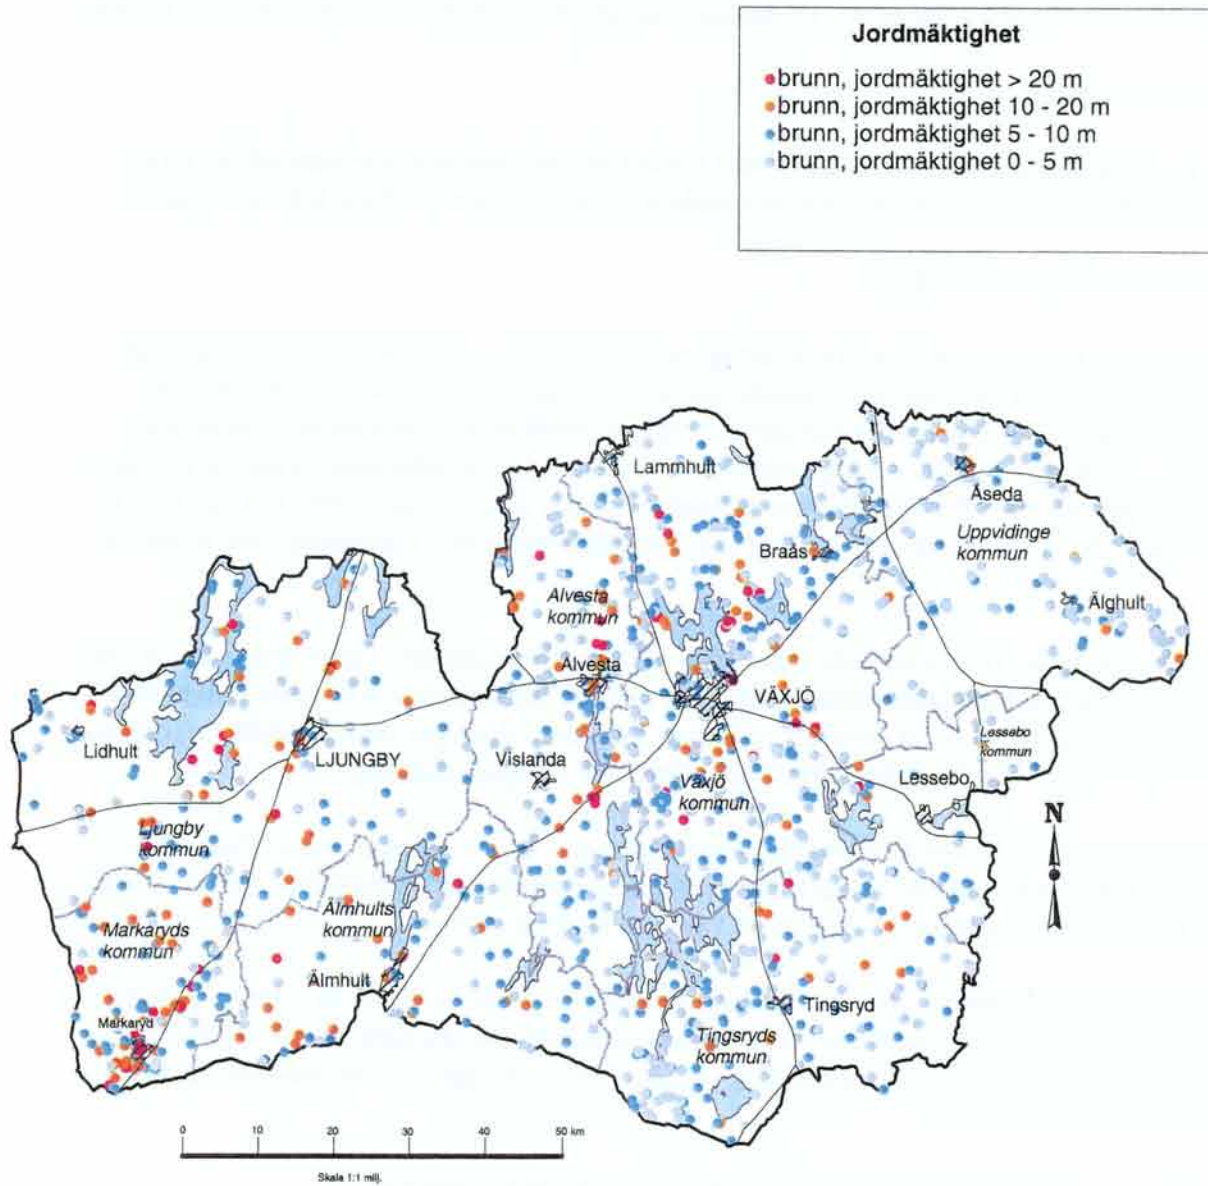 Jordmäktighet
brunn, jordmäktighet > 20 m
brunn, jordmäktighet 10 - 20 m
brunn, jordmäktighet 5 - 10 m
brunn, jordmäktighet 0 - 5 m
Lammhult
Åseda
Uppvidinge
kommun
Braås
Älghult
Alvesta
kommun
Alvesta
VÄXJÖ
Lidhult
LJUNGBY
Vislanda
Växjö
kommun
Lessebo
kommun
Lessebo
N
Ljungby
kommun
Markaryds
kommun
Älmhults
kommun
Älmhult
Tingsryd
Markaryd
Tingsryds
kommun
0 10 20 30 40 50 km
Skala 1:1 milj.